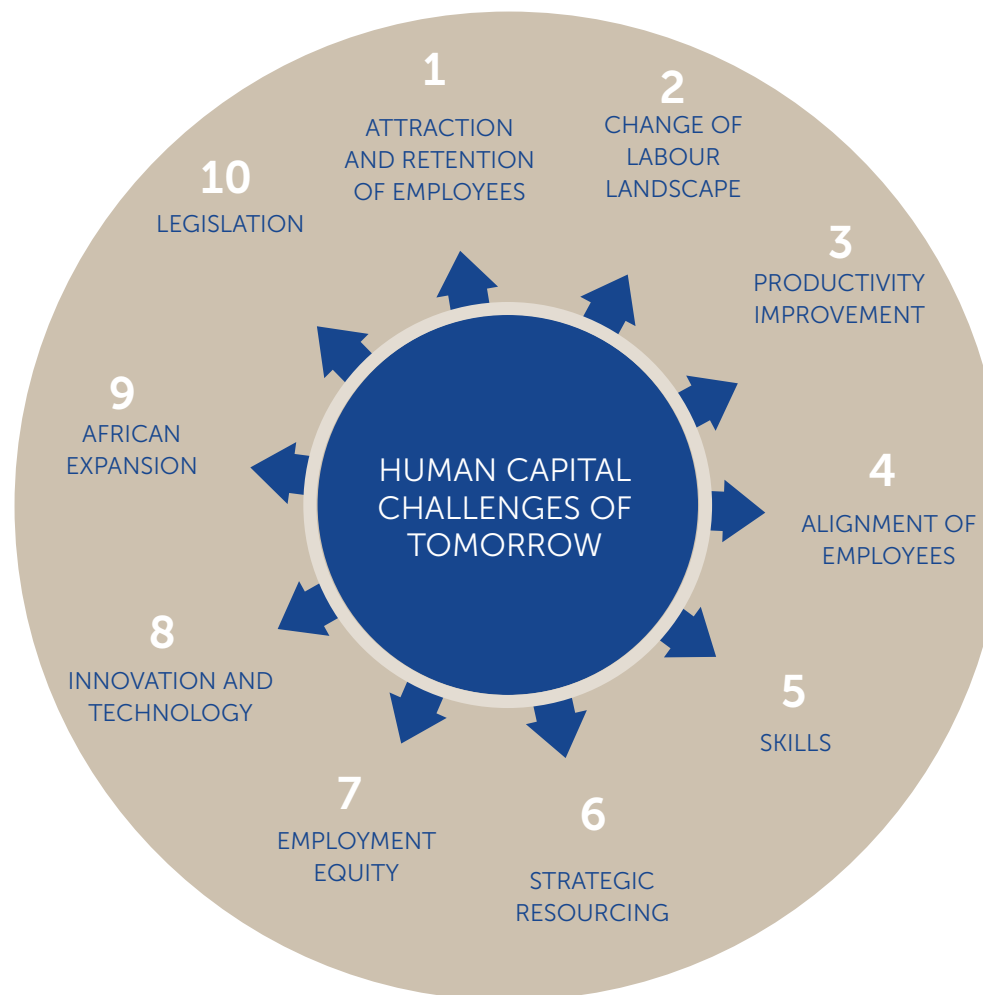 HUMAN CAPITAL
CHALLENGES OF
TOMORROW
1
ATTRACTION
AND RETENTION
OF EMPLOYEES
2
CHANGE OF
LABOUR
LANDSCAPE
3
PRODUCTIVITY
IMPROVEMENT
4
ALIGNMENT OF
EMPLOYEES
5
SKILLS
6
STRATEGIC
RESOURCING
7
EMPLOYMENT
EQUITY
8
INNOVATION AND
TECHNOLOGY
9
AFRICAN
EXPANSION
10
LEGISLATION